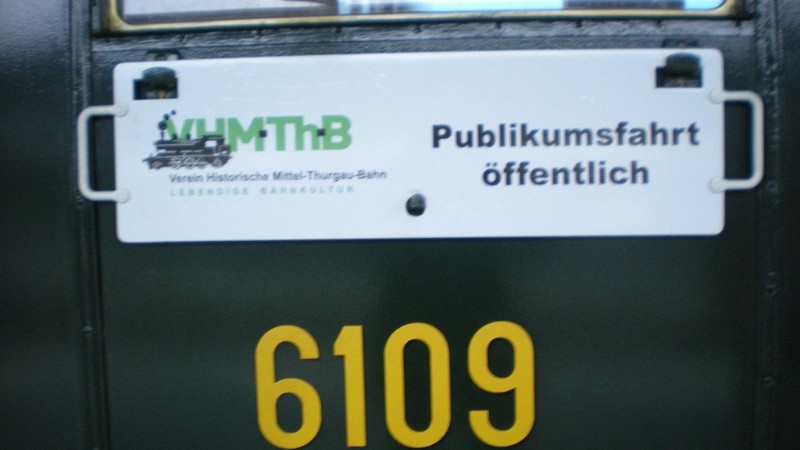 VHMThB
Verein Historische Mittel-Thurgau-Bahn
LEBENDIGE BAHNKULTUR
Publikumsfahrt
öffentlich
6109